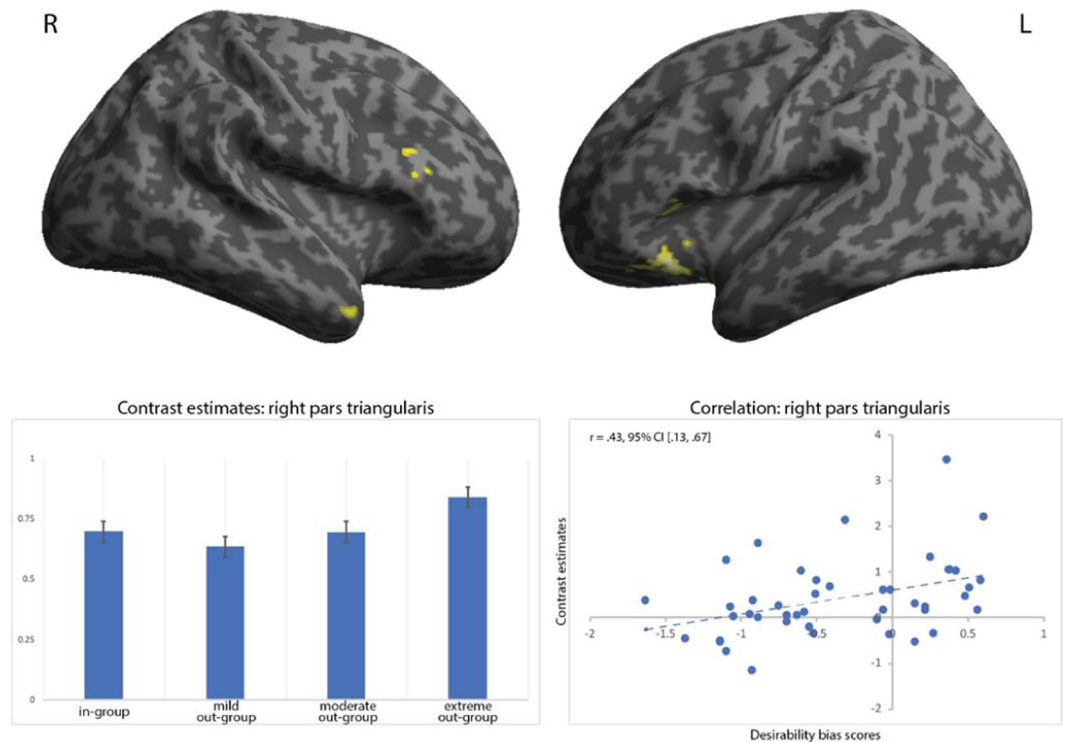 R
L
Contrast estimates: right pars triangularis
1
0.75
0.5
0.25
0
in-group
mild
out-group
moderate
out-group
extreme
out-group
Correlation: right pars triangularis
r = .43, 95% CI [.13, .67]
Contrast estimates
4
3
2
1
0
-1
-2
-2
-1
-0.5
0.5
1
Desirability bias scores